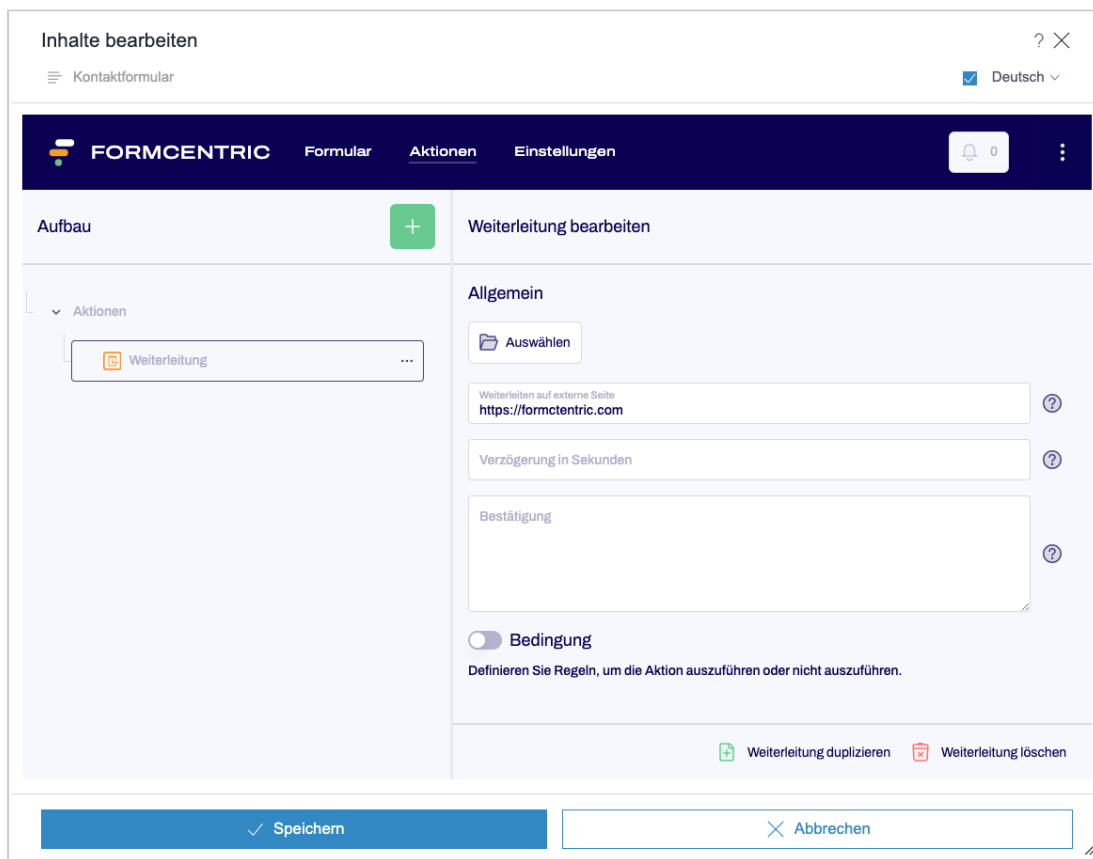 Inhalte bearbeiten
?
Kontaktformular
Deutsch
FORMCENTRIC Formular Aktionen Einstellungen 0
Aufbau
+
Weiterleitung bearbeiten
Aktionen
Weiterleitung
...
Allgemein
Auswählen
Weiterleiten auf externe Seite
https://formctentric.com
?
Verzögerung in Sekunden
?
Bestätigung
?
Bedingung
Definieren Sie Regeln, um die Aktion auszuführen oder nicht auszuführen.
Weiterleitung duplizieren Weiterleitung löschen
Speichern Abbrechen